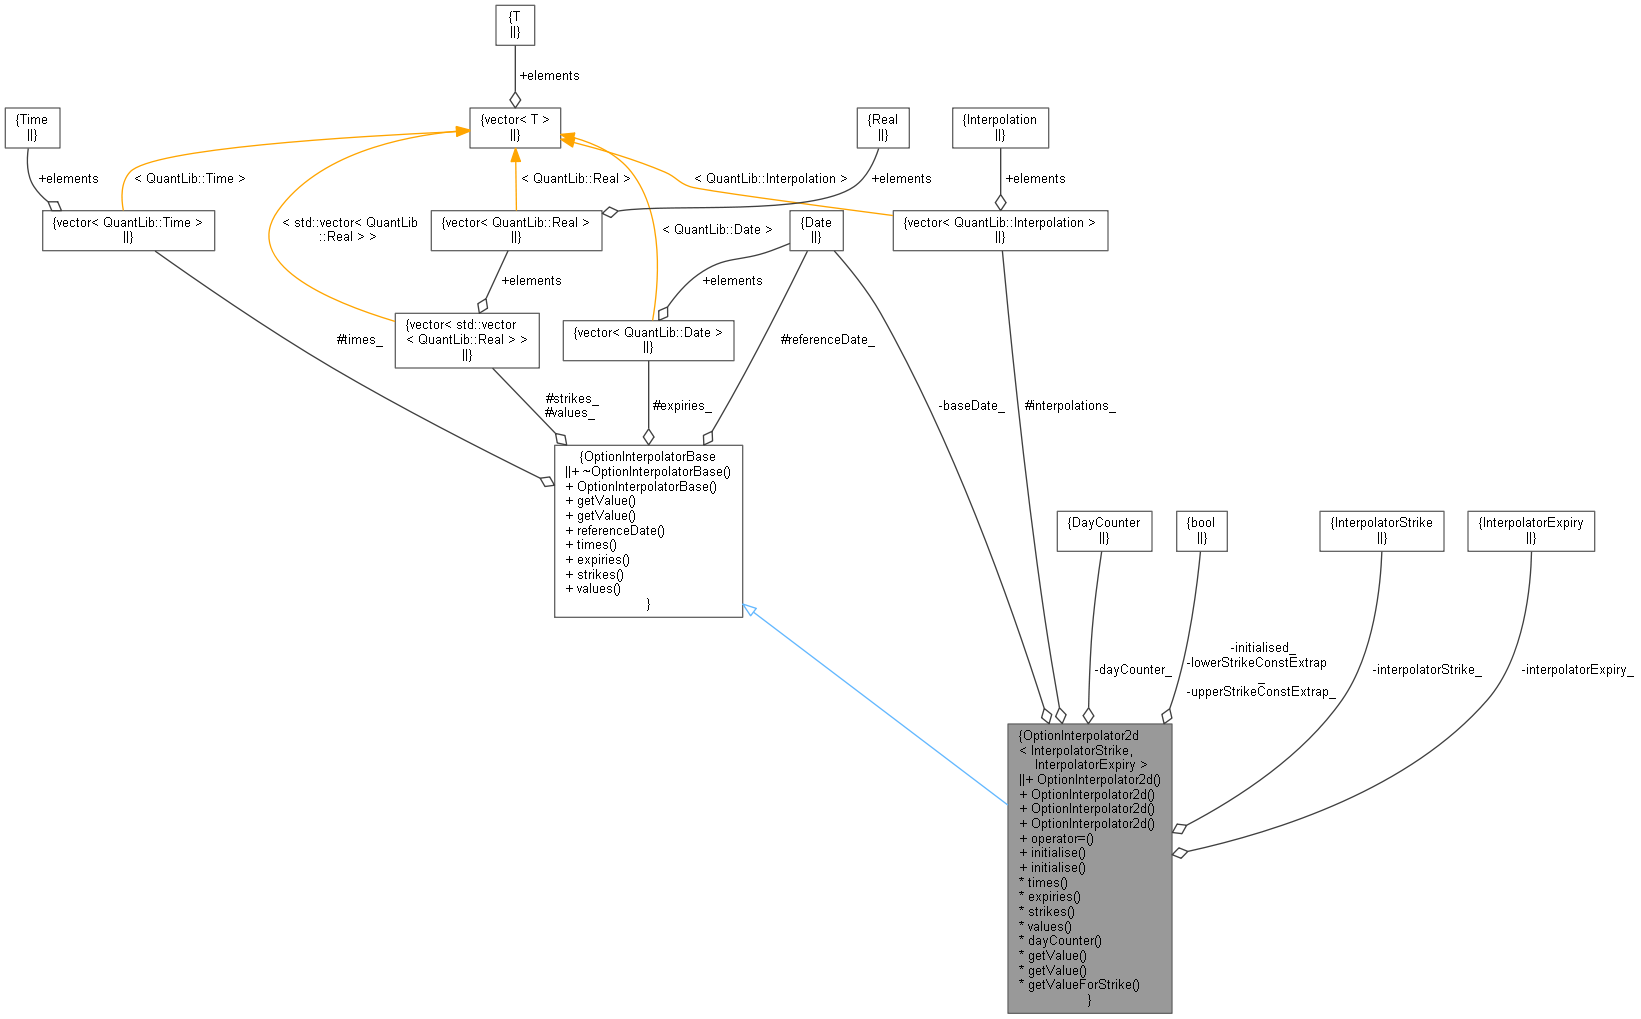 {T
||}
+elements
{Time
||}
{vector< T >
||}
{Real
||}
{Interpolation
||}
+elements
< QuantLib::Time >
< QuantLib::Real >
< QuantLib::Interpolation >
+elements
+elements
{vector< QuantLib::Time >
||}
< std::vector< QuantLib
::Real > >
{vector< QuantLib::Real >
||}
< QuantLib::Date >
{Date
||}
{vector< QuantLib::Interpolation >
||}
+elements
+elements
#times_
{vector< std::vector
< QuantLib::Real > >
||}
{vector< QuantLib::Date >
||}
#referenceDate_
#strikes_
#values_
#expiries_
-baseDate_
#interpolations_
{OptionInterpolatorBase
||+ ~OptionInterpolatorBase()
+ OptionInterpolatorBase()
+ getValue()
+ getValue()
+ referenceDate()
+ times()
+ expiries()
+ strikes()
+ values()
}
{DayCounter
||}
{bool
||}
{InterpolatorStrike
||}
{InterpolatorExpiry
||}
-dayCounter_
-initialised_
-lowerStrikeConstExtrap
_
-upperStrikeConstExtrap_
-interpolatorStrike_
-interpolatorExpiry_
{OptionInterpolator2d
< InterpolatorStrike,
InterpolatorExpiry >
||+ OptionInterpolator2d()
+ OptionInterpolator2d()
+ OptionInterpolator2d()
+ OptionInterpolator2d()
+ operator=()
+ initialise()
+ initialise()
* times()
* expiries()
* strikes()
* values()
* dayCounter()
* getValue()
* getValue()
* getValueForStrike()
}